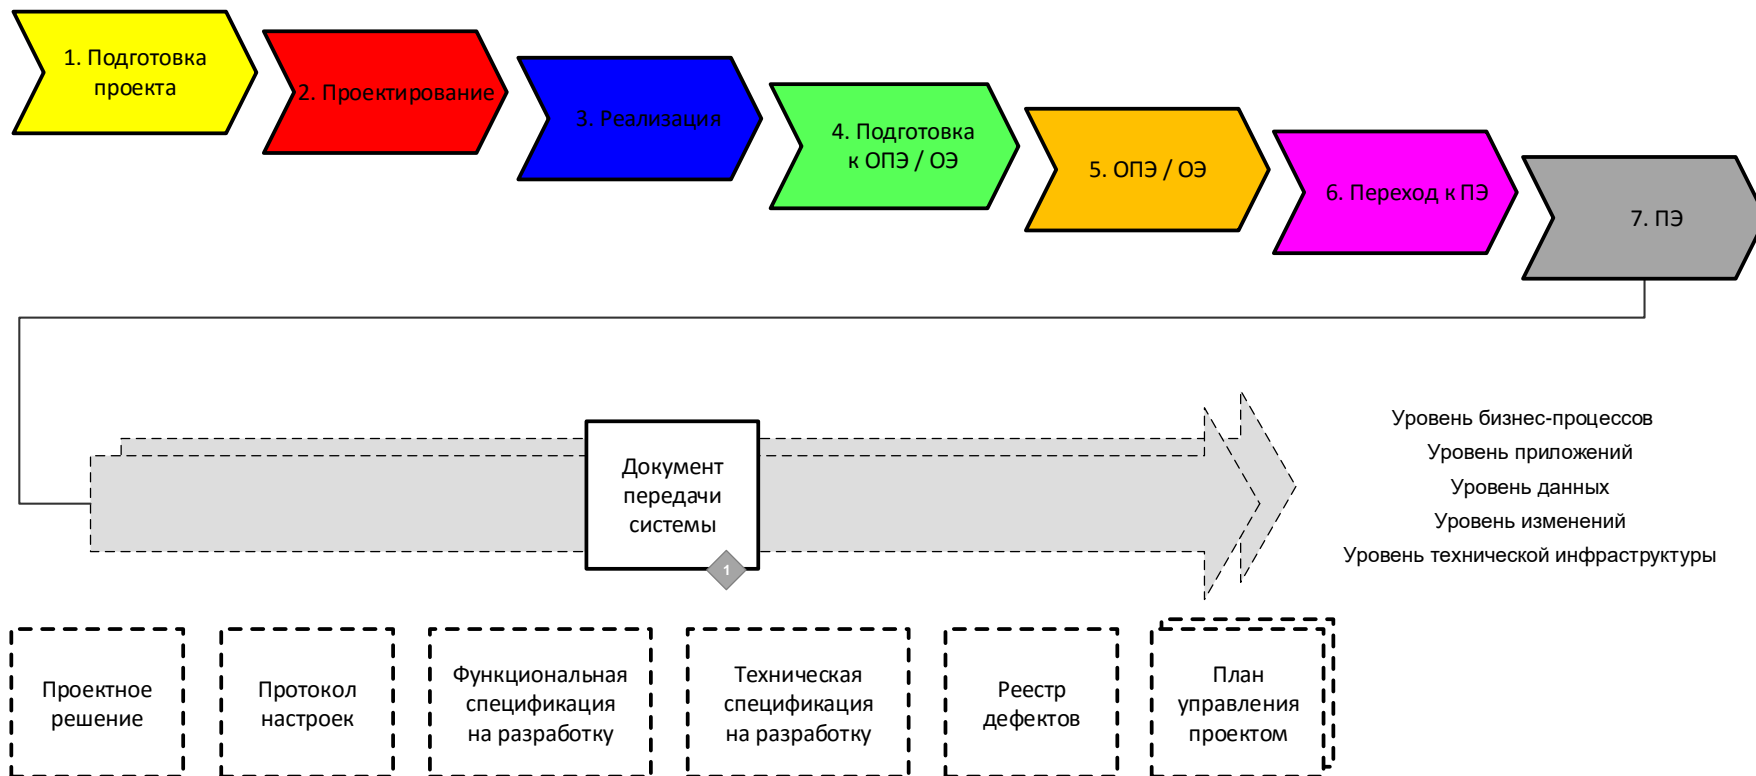 1. Подготовка
проекта
2. Проектирование
3. Реализация
4. Подготовка
к ОПЭ / ОЭ
5. ОПЭ / ОЭ
6. Переход к ПЭ
7. ПЭ
Документ
передачи
системы
1
Уровень бизнес-процессов
Уровень приложений
Уровень данных
Уровень изменений
Уровень технической инфраструктуры
Проектное
решение
Протокол
настроек
Функциональная
спецификация
на разработку
Техническая
спецификация
на разработку
Реестр
дефектов
План
управления
проектом